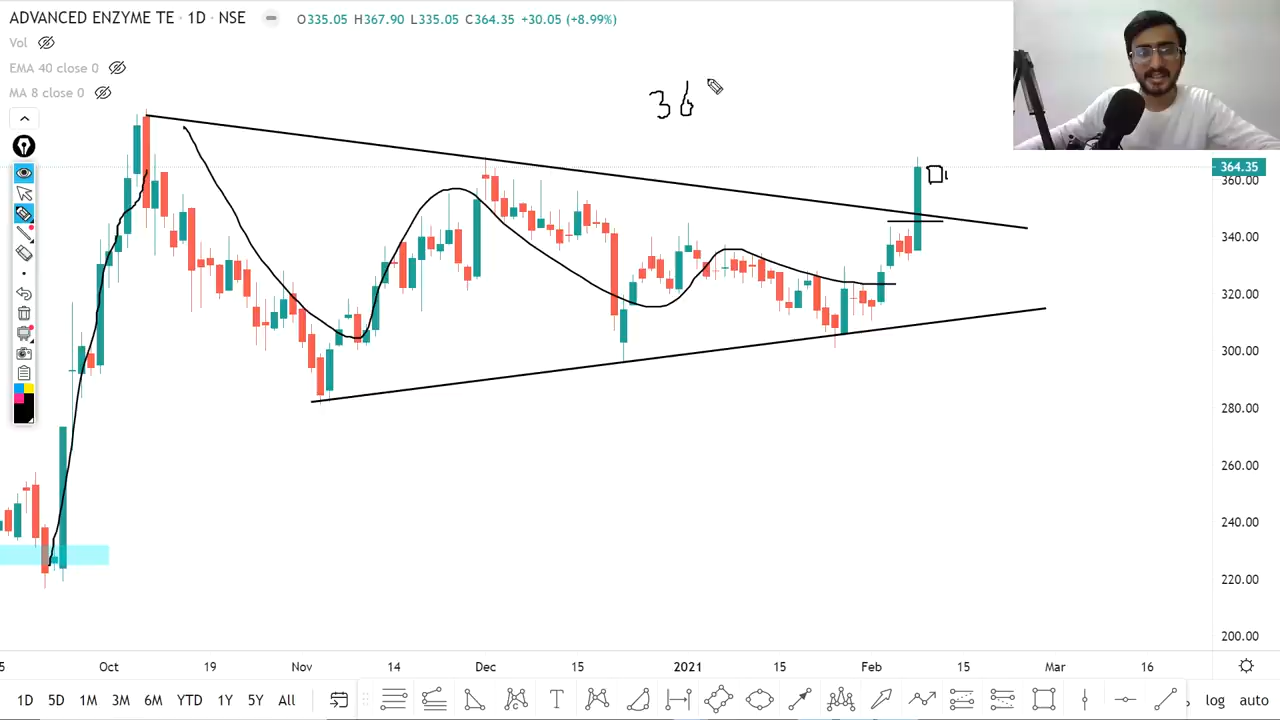 ADVANCED ENZYME TE · 1D · NSE O335.05 H367.90 L335.05 C364.35 +30.05 (+8.99%)
Vol
EMA 40 close 0
MA 8 close 0
36
D1
364.35
360.00
340.00
320.00
300.00
280.00
260.00
240.00
220.00
200.00
5 Oct 19 Nov 14 Dec 15 2021 15 Feb 15 Mar 16
1D 5D 1M 3M 6M YTD 1Y 5Y All log auto